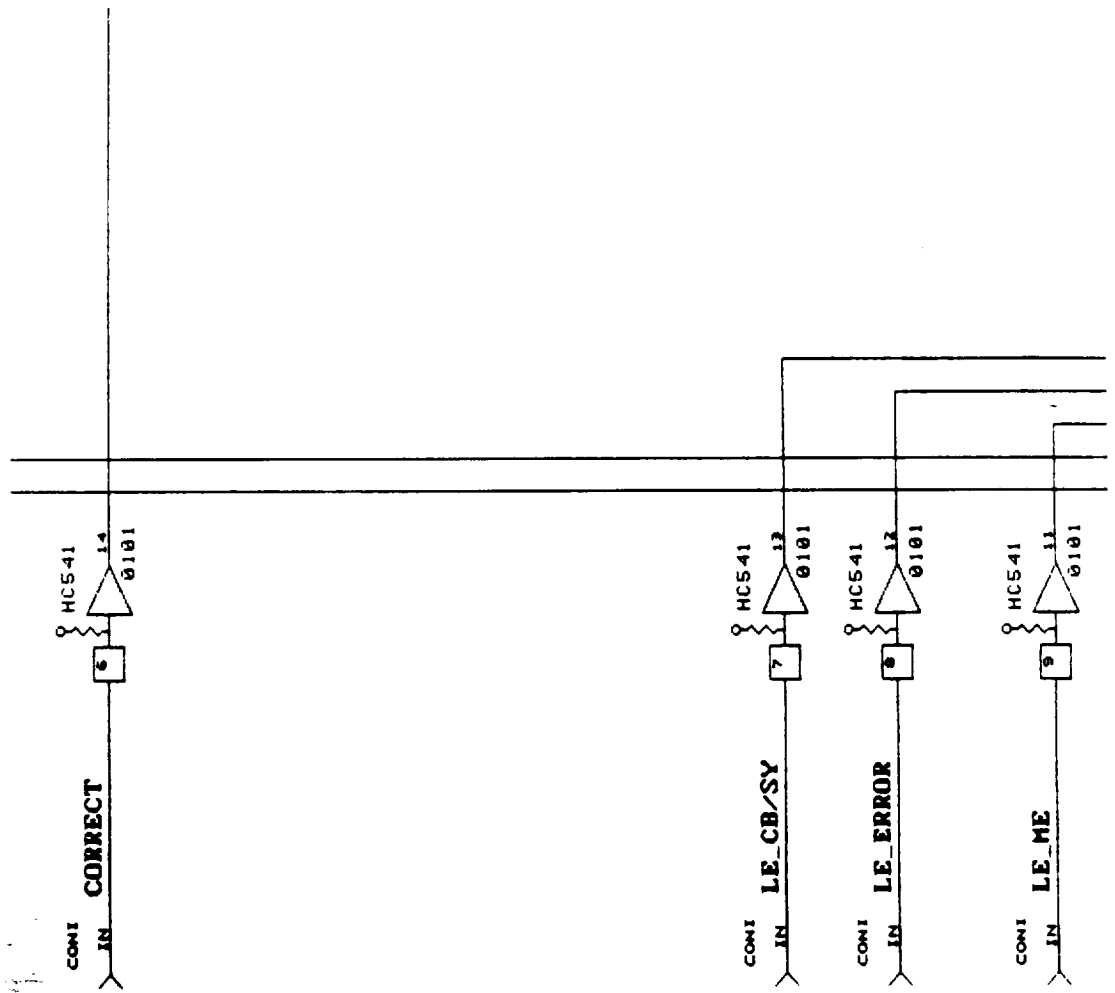 CONI
IN
CORRECT
6
HC541
14
0101
CONI
IN
LE_CB/SY
7
HC541
13
0101
CONI
IN
LE_ERROR
8
HC541
12
0101
CONI
IN
LE_ME
9
HC541
11
0101